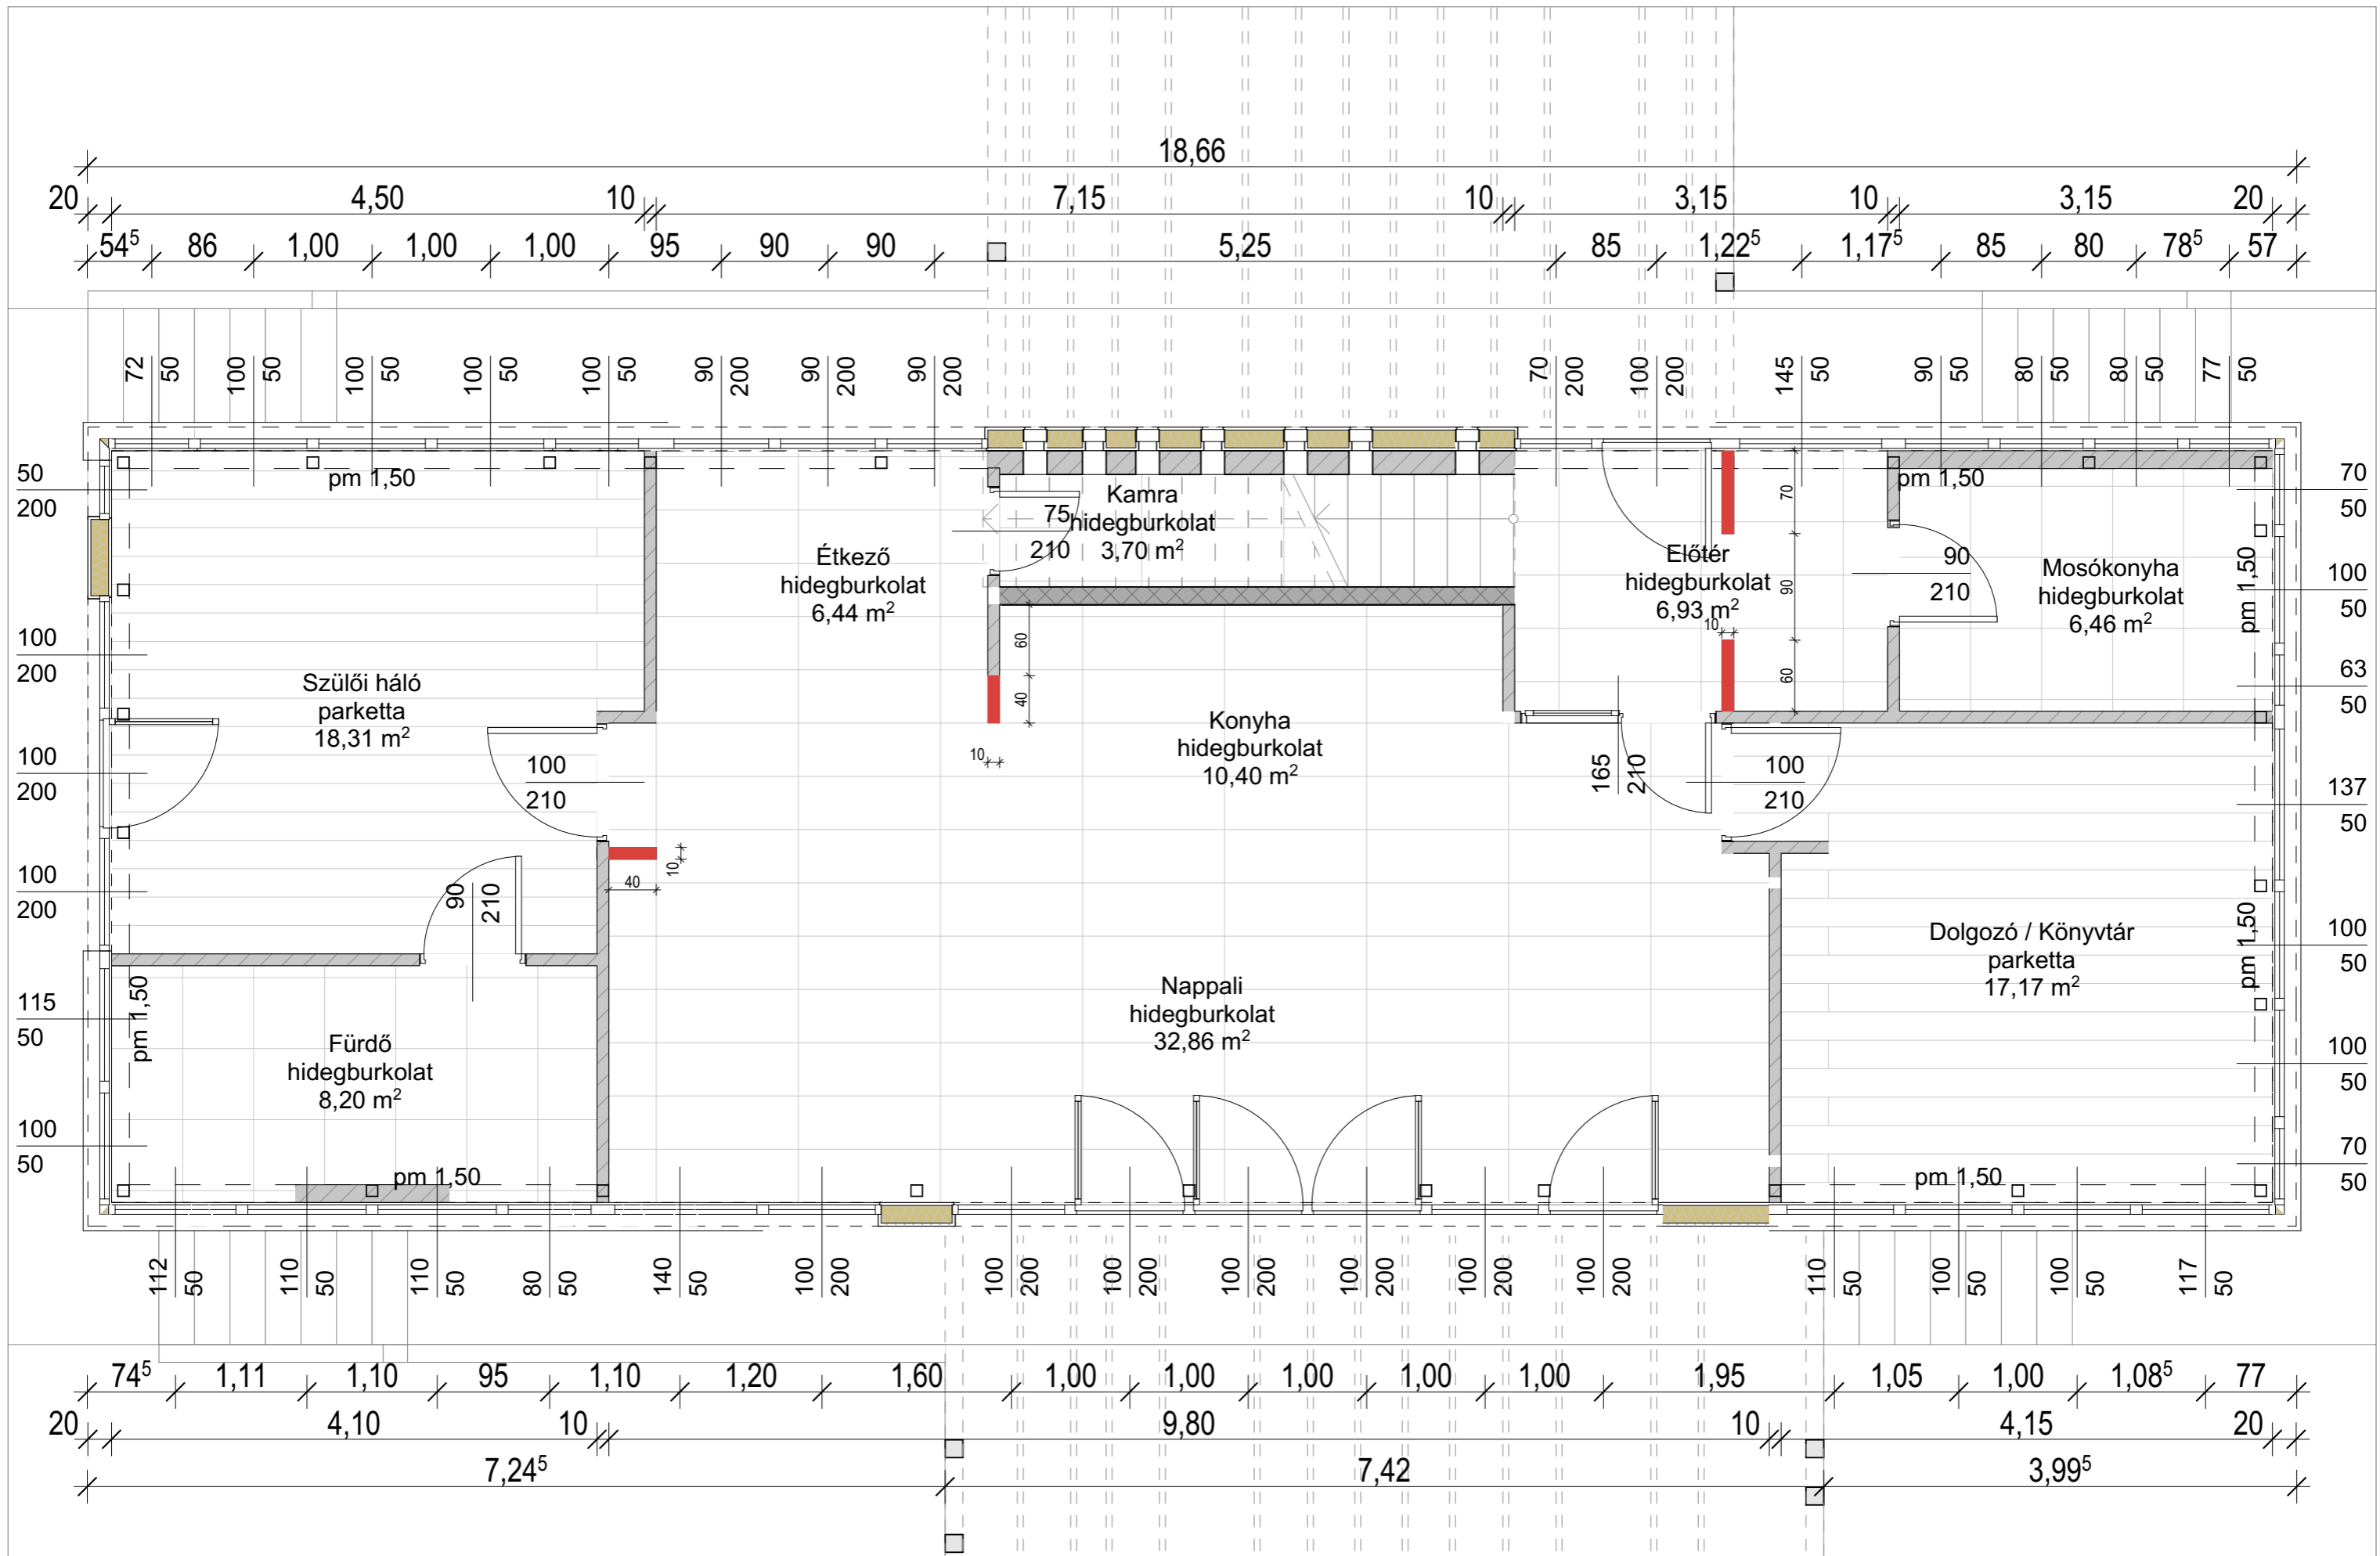 18,66
20 4,50 10 7,15 10 3,15 10 3,15 20
54⁵ 86 1,00 1,00 1,00 95 90 90 5,25 85 1,22⁵ 1,17⁵ 85 80 78⁵ 57
72 50 100 50 100 50 100 50 100 50 90 200 90 200 90 200 70 200 100 200 145 50 90 50 80 50 80 50 77 50
50
200
100
200
100
200
100
200
115
50
100
50
pm 1,50
Szülői háló
parketta
18,31 m²
100
210
90
210
pm 1,50
Fürdő
hidegburkolat
8,20 m²
pm 1,50
40
10
Étkező
hidegburkolat
6,44 m²
75
210
Kamra
hidegburkolat
3,70 m²
60
40
10
Konyha
hidegburkolat
10,40 m²
Nappali
hidegburkolat
32,86 m²
165
210
Előtér
hidegburkolat
6,93 m²
10
70
90
60
90
210
pm 1,50
Mosókonyha
hidegburkolat
6,46 m²
pm 1,50
100
210
Dolgozó / Könyvtár
parketta
17,17 m²
pm 1,50
pm 1,50
70
50
100
50
63
50
137
50
100
50
100
50
70
50
112 50 110 50 110 50 80 50 140 50 100 200 100 200 100 200 100 200 100 200 100 200 100 200 110 50 100 50 100 50 117 50
74⁵ 1,11 1,10 95 1,10 1,20 1,60 1,00 1,00 1,00 1,00 1,00 1,95 1,05 1,00 1,08⁵ 77
20 4,10 10 9,80 10 4,15 20
7,24⁵ 7,42 3,99⁵